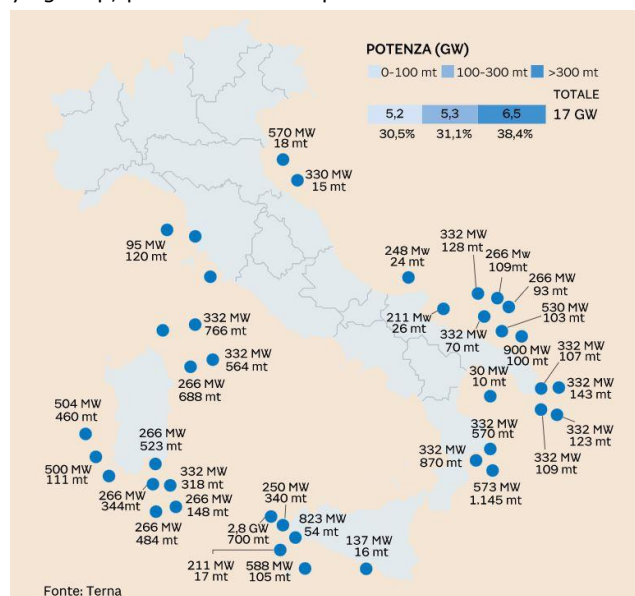 POTENZA (GW)
0-100 mt 100-300 mt >300 mt
TOTALE
5,2 5,3 6,5 17 GW
30,5% 31,1% 38,4%
570 MW
18 mt
330 MW
15 mt
95 MW
120 mt
248 Mw
24 mt
332 MW
128 mt
266 Mw
109mt
266 MW
93 mt
211 Mw
26 mt
332 MW
70 mt
530 MW
103 mt
900 MW
100 mt
332 MW
107 mt
332 MW
143 mt
332 MW
766 mt
332 MW
564 mt
266 MW
688 mt
30 MW
10 mt
332 MW
109 mt
332 MW
123 mt
504 MW
460 mt
266 MW
523 mt
332 MW
570 mt
332 MW
870 mt
573 MW
1.145 mt
500 MW
111 mt
266 MW
344mt
332 MW
318 mt
266 MW
148 mt
266 MW
484 mt
250 MW
340 mt
2,8 GW
700 mt
823 MW
54 mt
137 MW
16 mt
211 MW
17 mt
588 MW
105 mt
Fonte: Terna